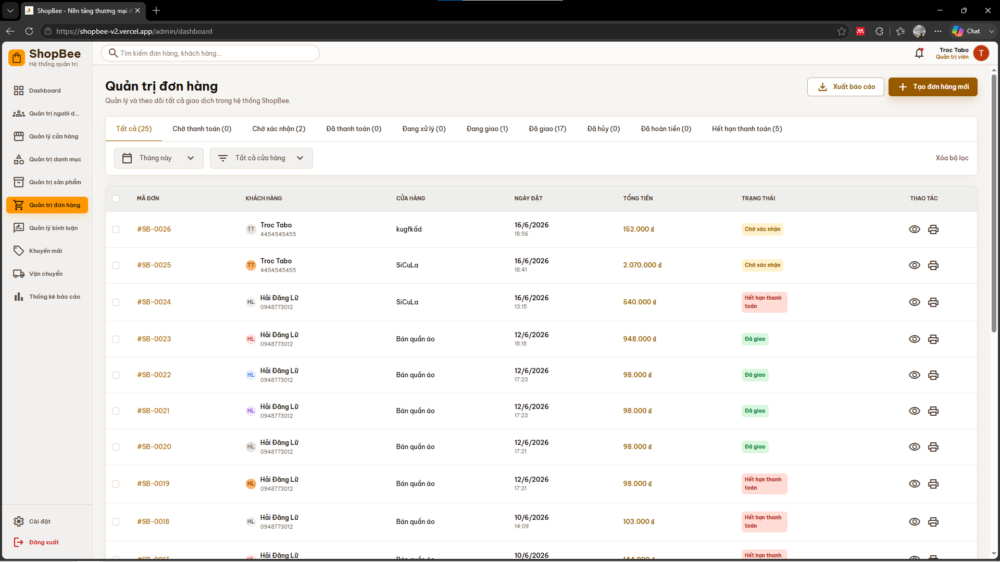 ShopBee - Nền tảng thương mại đ
https://shopbee-v2.vercel.app/admin/dashboard
Chat
ShopBee
Hệ thống quản trị
Tìm kiếm đơn hàng, khách hàng...
Troc Tabo
Quản trị viên
T
Dashboard
Quản trị người d...
Quản lý cửa hàng
Quản trị danh mục
Quản trị sản phẩm
Quản trị đơn hàng
Quản lý bình luận
Khuyến mãi
Vận chuyển
Thống kê báo cáo
Cài đặt
Đăng xuất
Quản trị đơn hàng
Quản lý và theo dõi tất cả giao dịch trong hệ thống ShopBee.
Xuất báo cáo
Tạo đơn hàng mới
Tất cả (25) Chờ thanh toán (0) Chờ xác nhận (2) Đã thanh toán (0) Đang xử lý (0) Đang giao (1) Đã giao (17) Đã hủy (0) Đã hoàn tiền (0) Hết hạn thanh toán (5)
Tháng này Tất cả cửa hàng Xóa bộ lọc
MÃ ĐƠN KHÁCH HÀNG CỬA HÀNG NGÀY ĐẶT TỔNG TIỀN TRẠNG THÁI THAO TÁC
#SB-0026 TT Troc Tabo kugfkấd 16/6/2026 152.000 ₫ Chờ xác nhận
4454545455 18:56
#SB-0025 TT Troc Tabo SiCuLa 16/6/2026 2.070.000 ₫ Chờ xác nhận
4454545455 18:41
#SB-0024 HL Hải Đăng Lữ SiCuLa 16/6/2026 540.000 ₫ Hết hạn thanh
0948773012 13:15 toán
#SB-0023 HL Hải Đăng Lữ Bán quần áo 12/6/2026 948.000 ₫ Đã giao
0948773012 18:18
#SB-0022 HL Hải Đăng Lữ Bán quần áo 12/6/2026 98.000 ₫ Đã giao
0948773012 17:23
#SB-0021 HL Hải Đăng Lữ Bán quần áo 12/6/2026 98.000 ₫ Đã giao
0948773012 17:23
#SB-0020 HL Hải Đăng Lữ Bán quần áo 12/6/2026 98.000 ₫ Đã giao
0948773012 17:21
#SB-0019 HL Hải Đăng Lữ Bán quần áo 12/6/2026 98.000 ₫ Hết hạn thanh
0948773012 17:21 toán
#SB-0018 HL Hải Đăng Lữ Bán quần áo 10/6/2026 103.000 ₫ Hết hạn thanh
0948773012 14:09 toán
#SB-0017 HL Hải Đăng Lữ Bán quần áo 10/6/2026 144.000 ₫ Hết hạn thanh